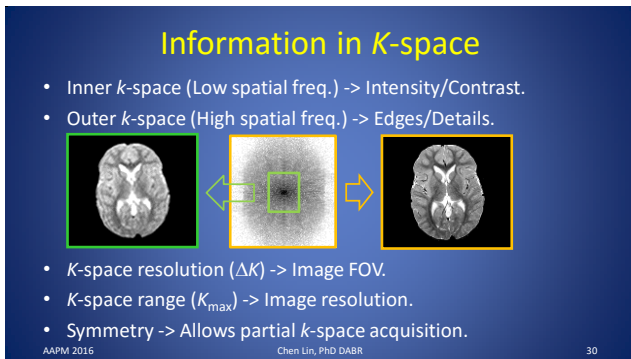 Information in K-space
• Inner k-space (Low spatial freq.) -> Intensity/Contrast.
• Outer k-space (High spatial freq.) -> Edges/Details.
• K-space resolution (ΔK) -> Image FOV.
• K-space range (Kmax) -> Image resolution.
• Symmetry -> Allows partial k-space acquisition.
AAPM 2016 Chen Lin, PhD DABR 30